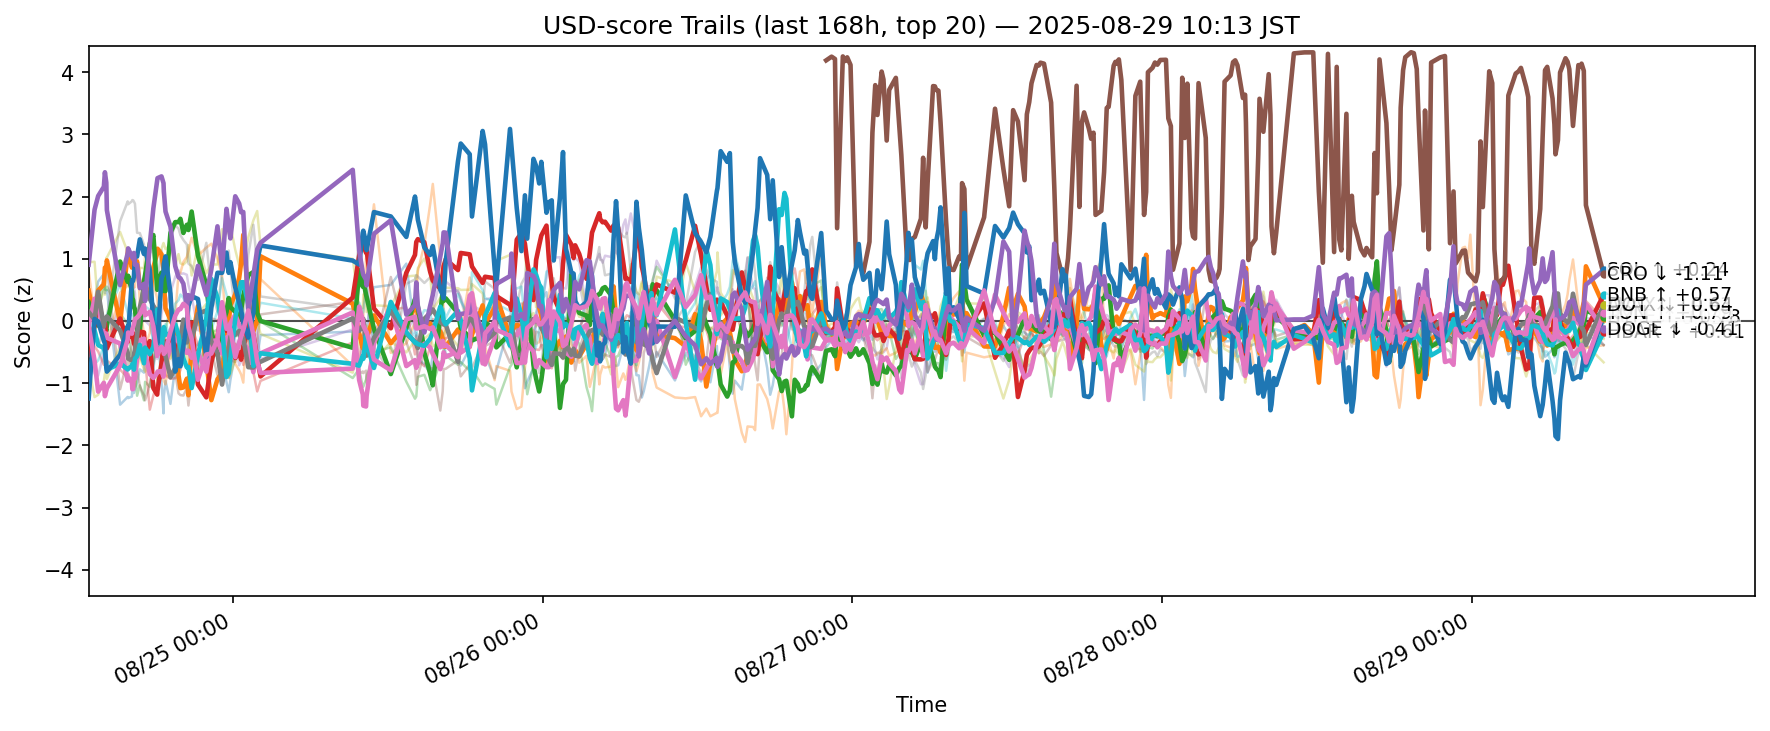 USD-score Trails (last 168h, top 20) — 2025-08-29 10:13 JST
Score (z)
4
3
2
1
0
−1
−2
−3
−4
CRO ↓ -1.11
BNB ↑ +0.57
DOGE ↓ -0.41
08/25 00:00
08/26 00:00
08/27 00:00
08/28 00:00
08/29 00:00
Time